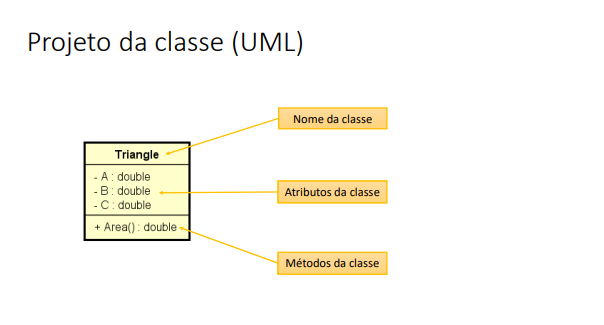 Projeto da classe (UML)
Nome da classe
Triangle
- A : double
- B : double
- C : double
+ Area() : double
Atributos da classe
Métodos da classe